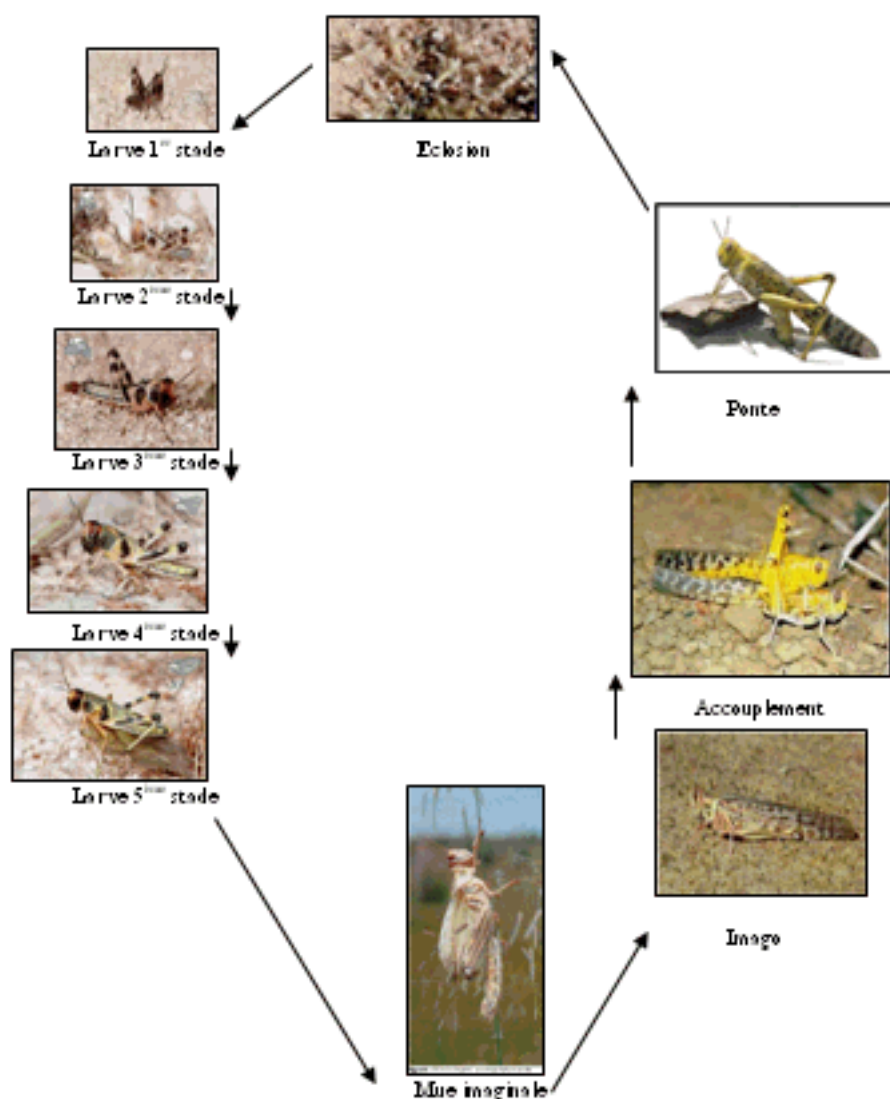 Eclosion
Larve 1er stade
Larve 2ème stade
Larve 3ème stade
Larve 4ème stade
Larve 5ème stade
Mue imaginale
Imago
Accouplement
Ponte